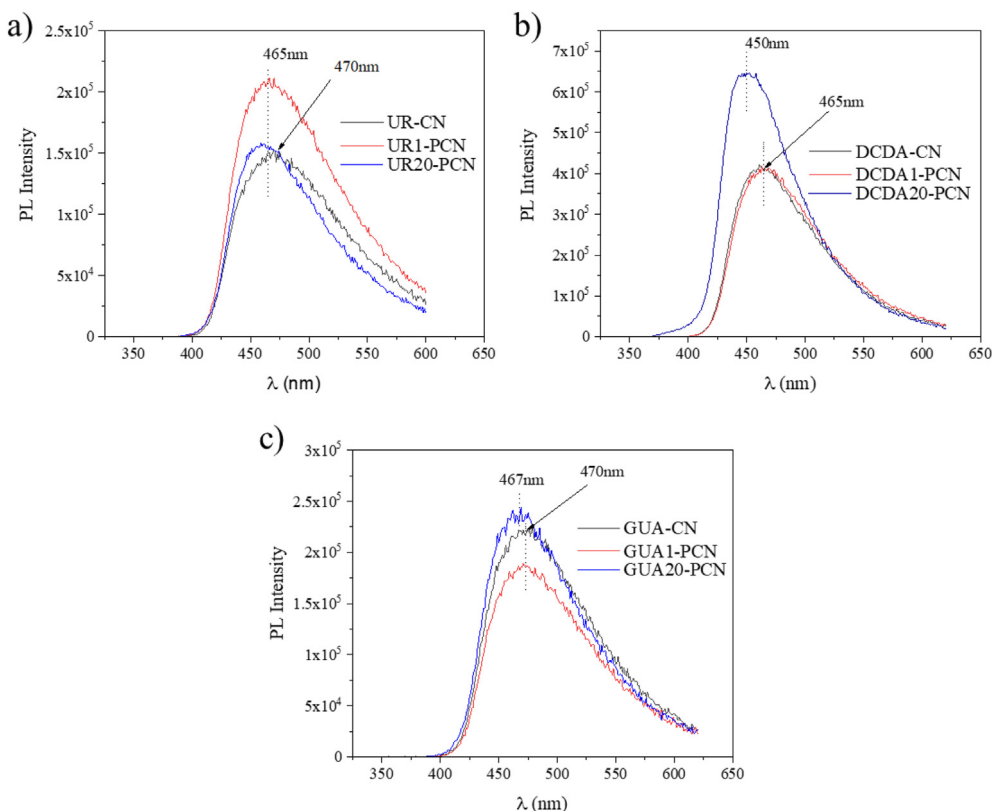 a)
2.5x10⁵
2x10⁵
1.5x10⁵
1x10⁵
5x10⁴
0
PL Intensity
465nm
470nm
UR-CN
UR1-PCN
UR20-PCN
350 400 450 500 550 600 650
λ (nm)
b)
7x10⁵
6x10⁵
5x10⁵
4x10⁵
3x10⁵
2x10⁵
1x10⁵
0
PL Intensity
450nm
465nm
DCDA-CN
DCDA1-PCN
DCDA20-PCN
350 400 450 500 550 600 650
λ (nm)
c)
3x10⁵
2.5x10⁵
2x10⁵
1.5x10⁵
1x10⁵
5x10⁴
0
PL Intensity
467nm
470nm
GUA-CN
GUA1-PCN
GUA20-PCN
350 400 450 500 550 600 650
λ (nm)